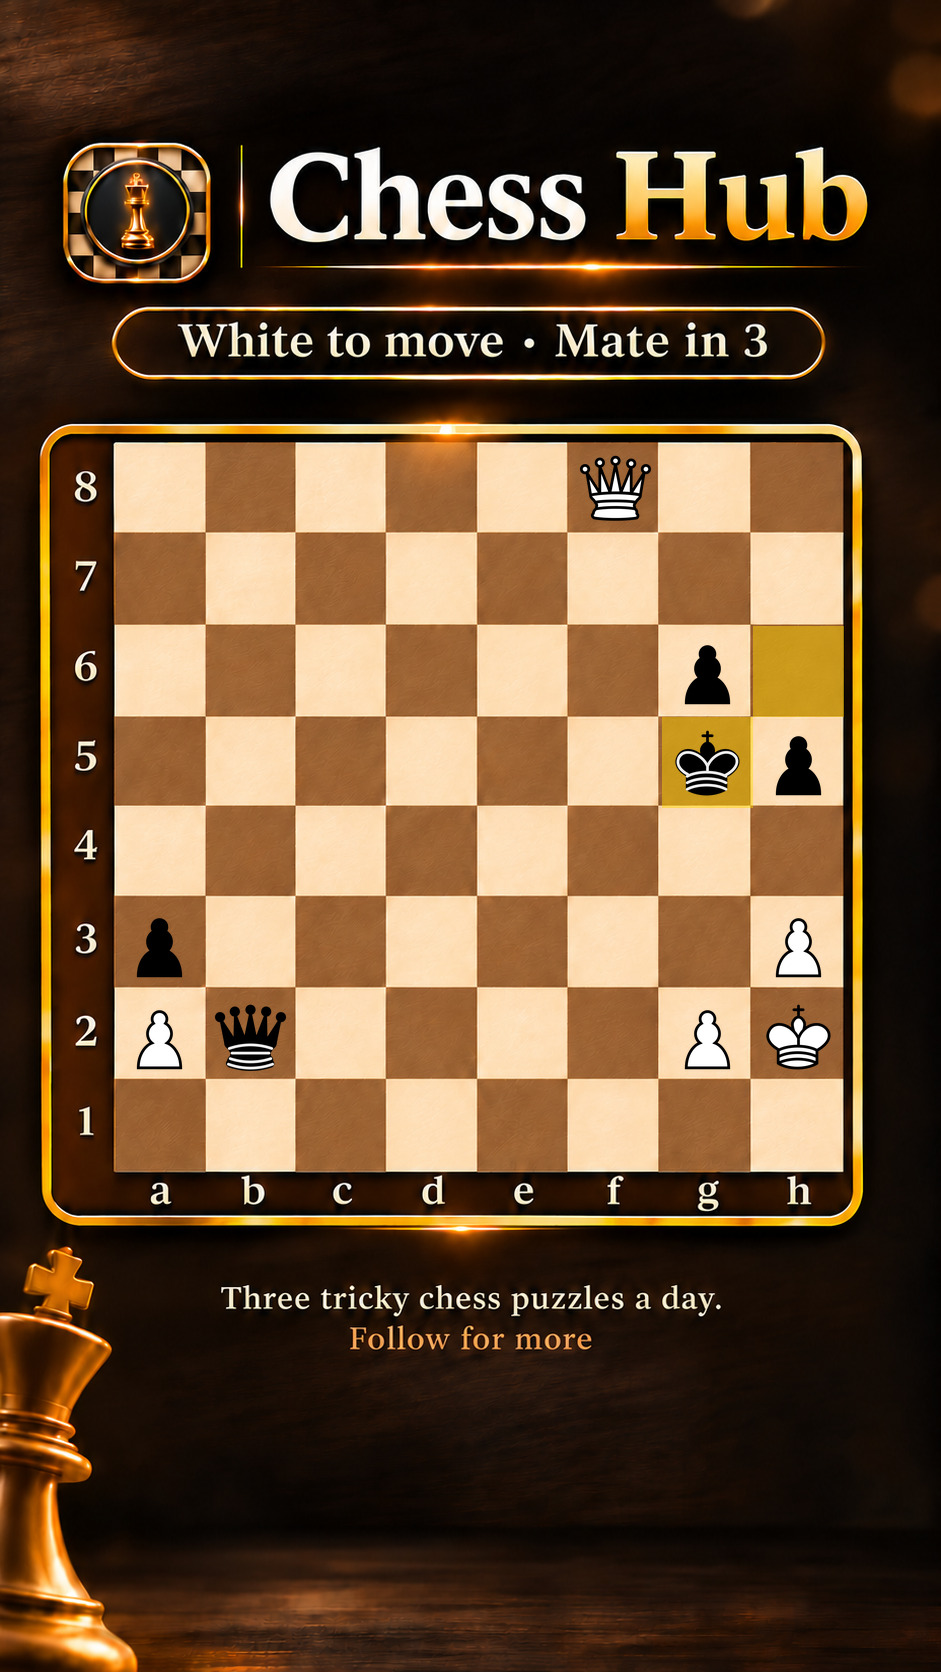 Chess Hub
White to move • Mate in 3
8
7
6
5
4
3
2
1
a b c d e f g h
Three tricky chess puzzles a day.
Follow for more